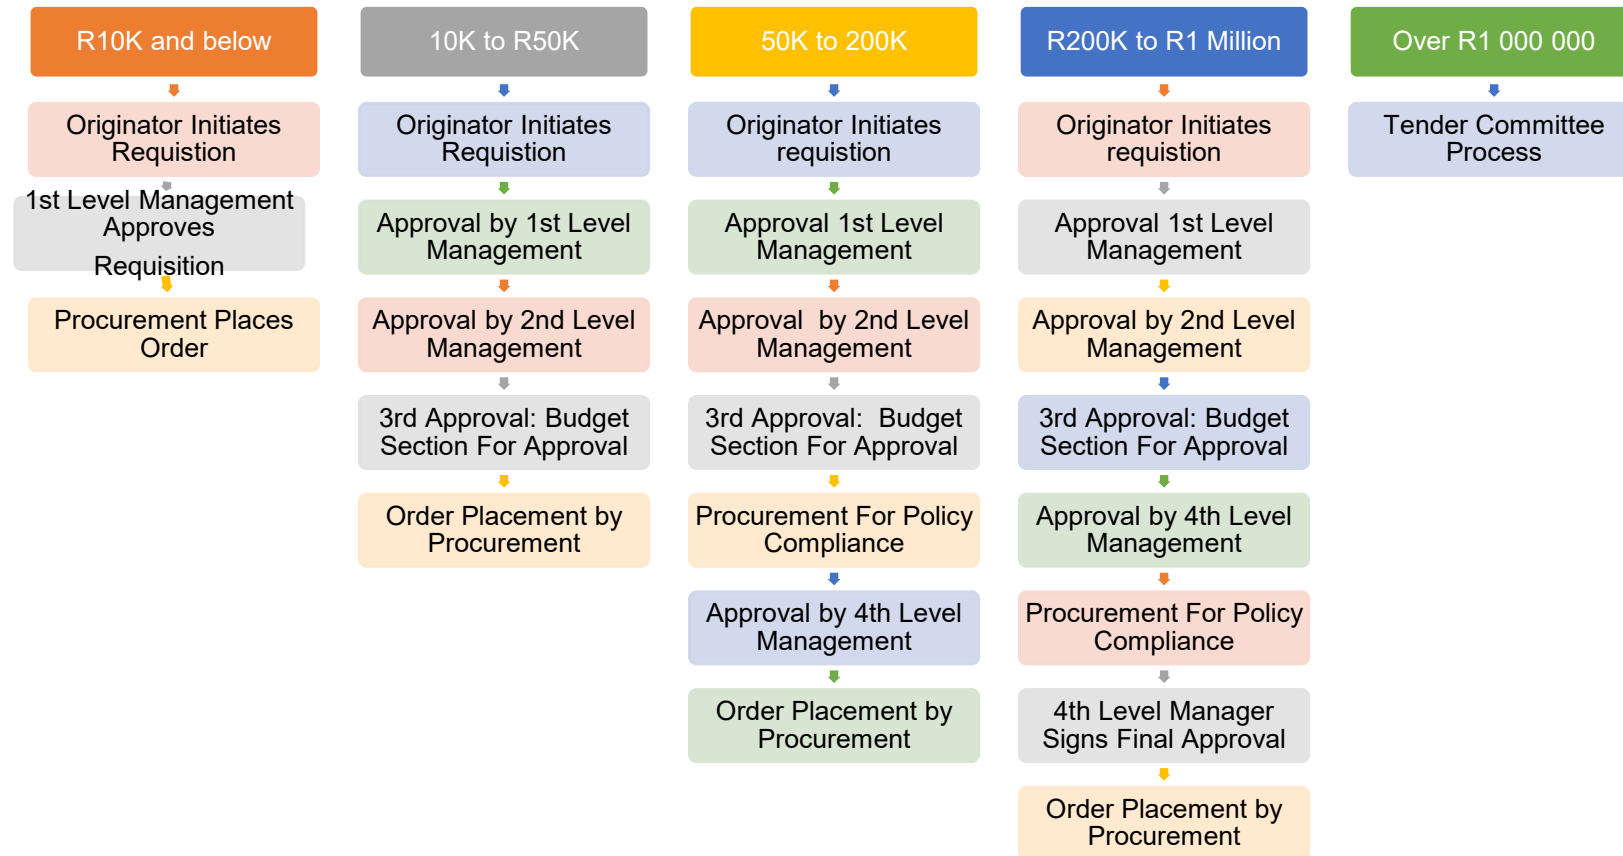 R10K and below
Originator Initiates
Requistion
1st Level Management
Approves
Requisition
Procurement Places
Order
10K to R50K
Originator Initiates
Requistion
Approval by 1st Level
Management
Approval by 2nd Level
Management
3rd Approval: Budget
Section For Approval
Order Placement by
Procurement
50K to 200K
Originator Initiates
requistion
Approval 1st Level
Management
Approval  by 2nd Level
Management
3rd Approval:  Budget
Section For Approval
Procurement For Policy
Compliance
Approval by 4th Level
Management
Order Placement by
Procurement
R200K to R1 Million
Originator Initiates
requistion
Approval 1st Level
Management
Approval by 2nd Level
Management
3rd Approval: Budget
Section For Approval
Approval by 4th Level
Management
Procurement For Policy
Compliance
4th Level Manager
Signs Final Approval
Order Placement by
Procurement
Over R1 000 000
Tender Committee
Process